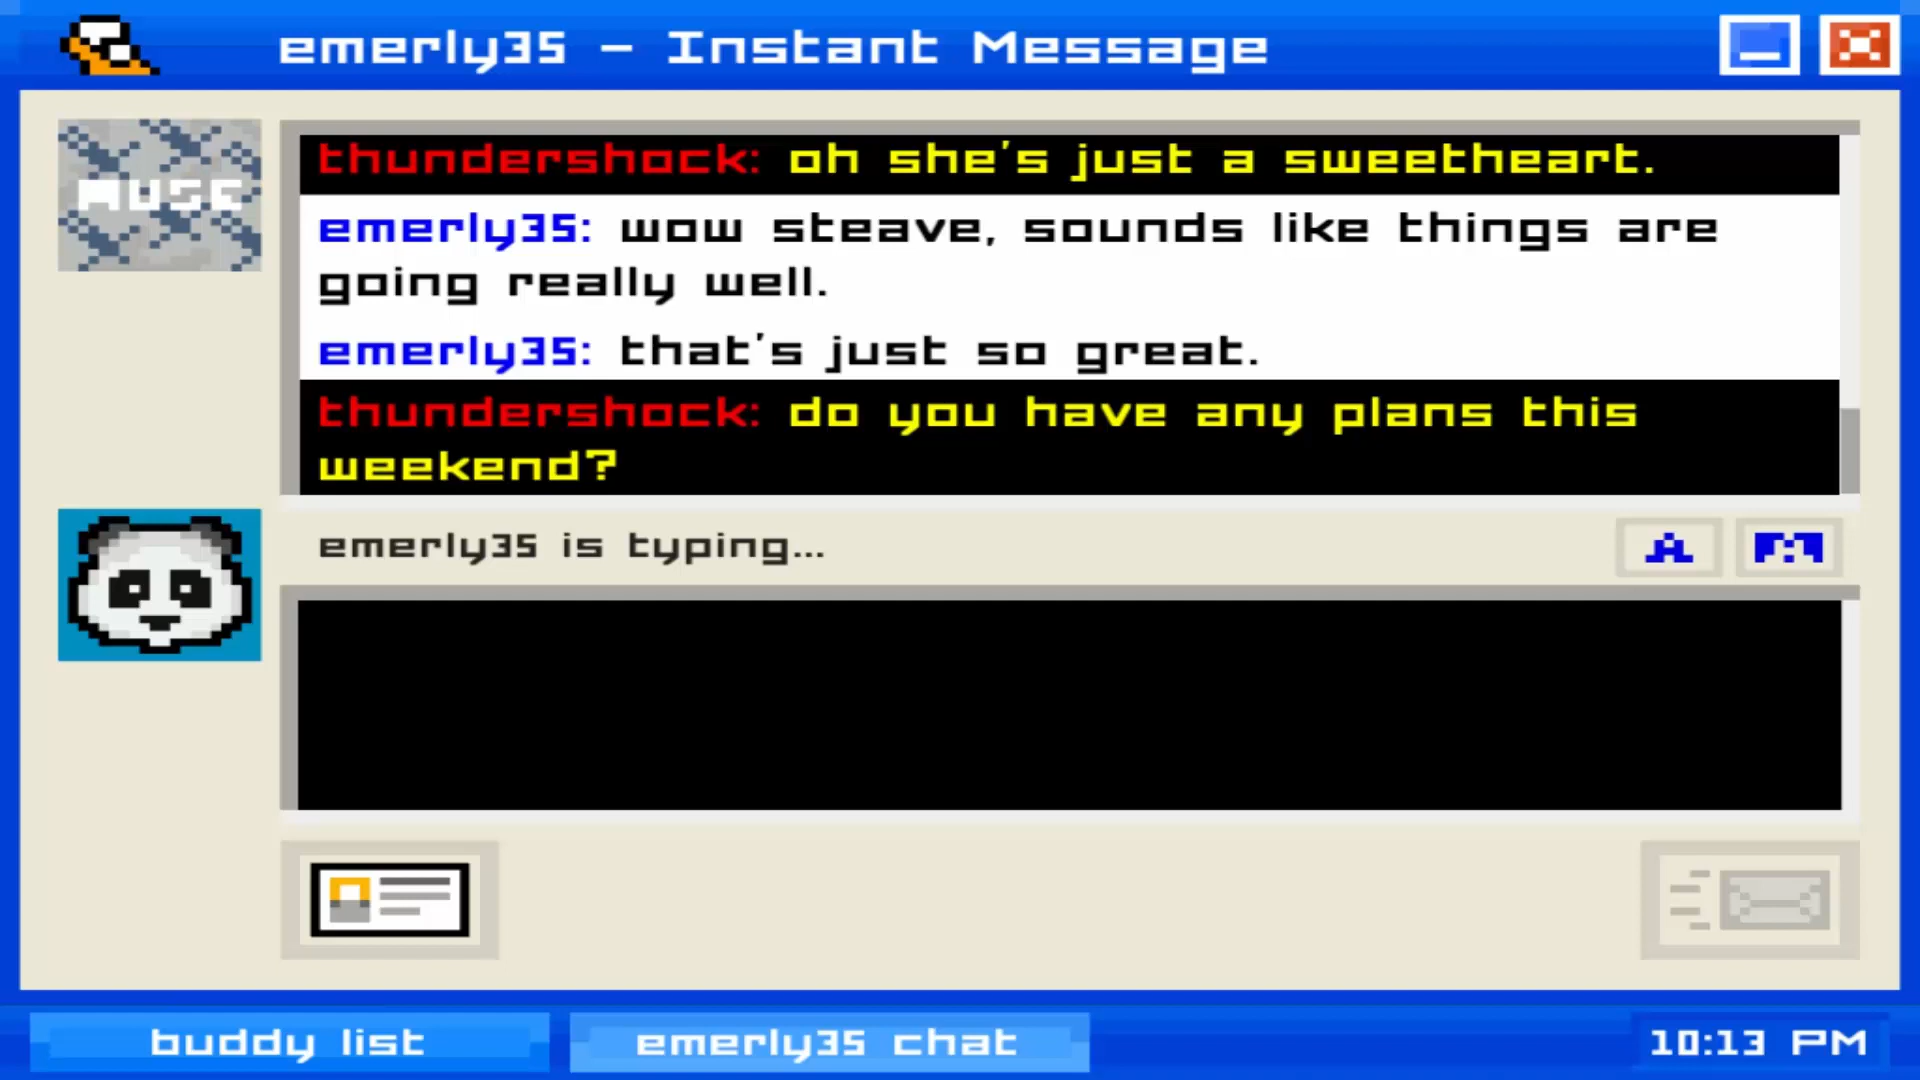 emerly35 - Instant Message
MUSE
thundershock: oh she's just a sweetheart.
emerly35: wow steave, sounds like things are
going really well.
emerly35: that's just so great.
thundershock: do you have any plans this
weekend?
emerly35 is typing...
A
buddy list
emerly35 chat
10:13 PM